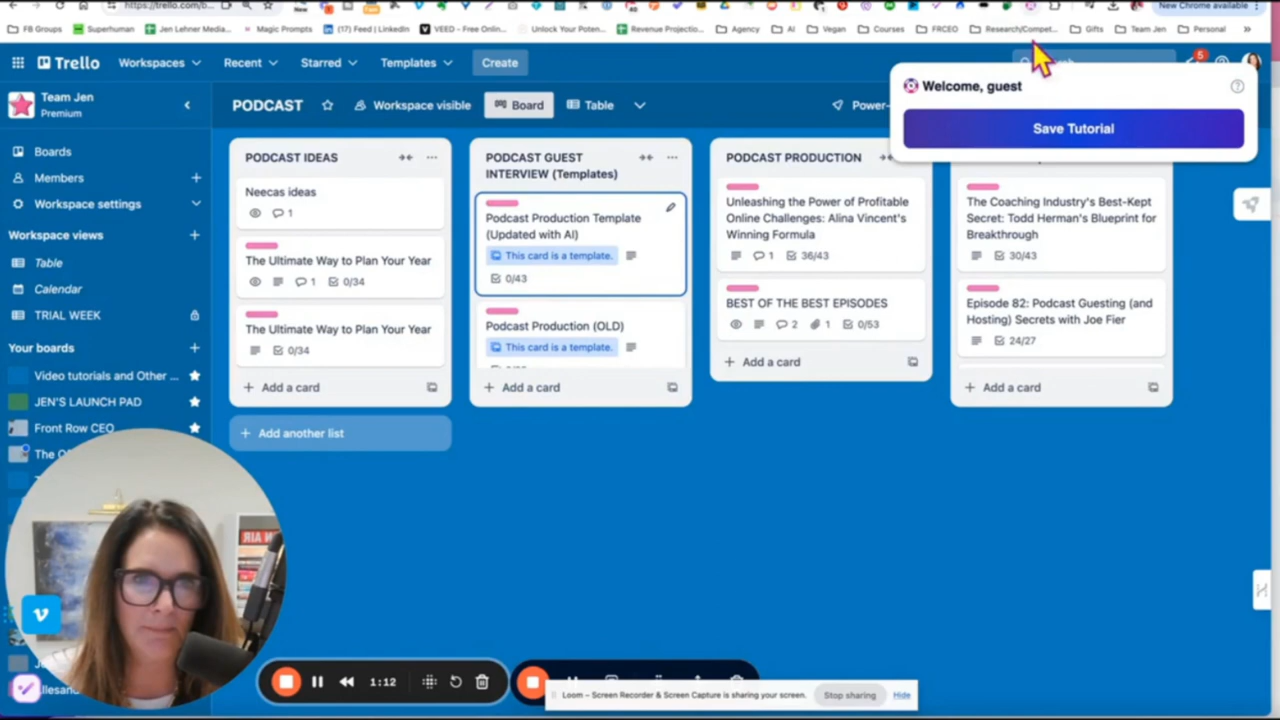 https://trello.com/b...
New Chrome available
FB Groups
Superhuman
Jen Lehner Media...
Magic Prompts
(17) Feed | LinkedIn
VEED – Free Onlin...
Unlock Your Poten...
Revenue Projectio...
Agency
AI
Vegan
Courses
FRCEO
Research/Compet...
Gifts
Team Jen
Personal
Trello
Workspaces
Recent
Starred
Templates
Create
5
Welcome, guest
Save Tutorial
Team Jen
Premium
PODCAST
Workspace visible
Board
Table
Power-
Boards
Members
Workspace settings
Workspace views
Table
Calendar
TRIAL WEEK
Your boards
Video tutorials and Other ...
JEN'S LAUNCH PAD
Front Row CEO
PODCAST IDEAS
Neecas ideas
1
The Ultimate Way to Plan Your Year
1
0/34
The Ultimate Way to Plan Your Year
0/34
Add a card
Add another list
PODCAST GUEST
INTERVIEW (Templates)
Podcast Production Template
(Updated with AI)
This card is a template.
0/43
Podcast Production (OLD)
This card is a template.
Add a card
PODCAST PRODUCTION
Unleashing the Power of Profitable
Online Challenges: Alina Vincent's
Winning Formula
1
36/43
BEST OF THE BEST EPISODES
2
1
0/53
Add a card
The Coaching Industry's Best-Kept
Secret: Todd Herman's Blueprint for
Breakthrough
30/43
Episode 82: Podcast Guesting (and
Hosting) Secrets with Joe Fier
24/27
Add a card
1:12
Loom – Screen Recorder & Screen Capture is sharing your screen.
Stop sharing
Hide